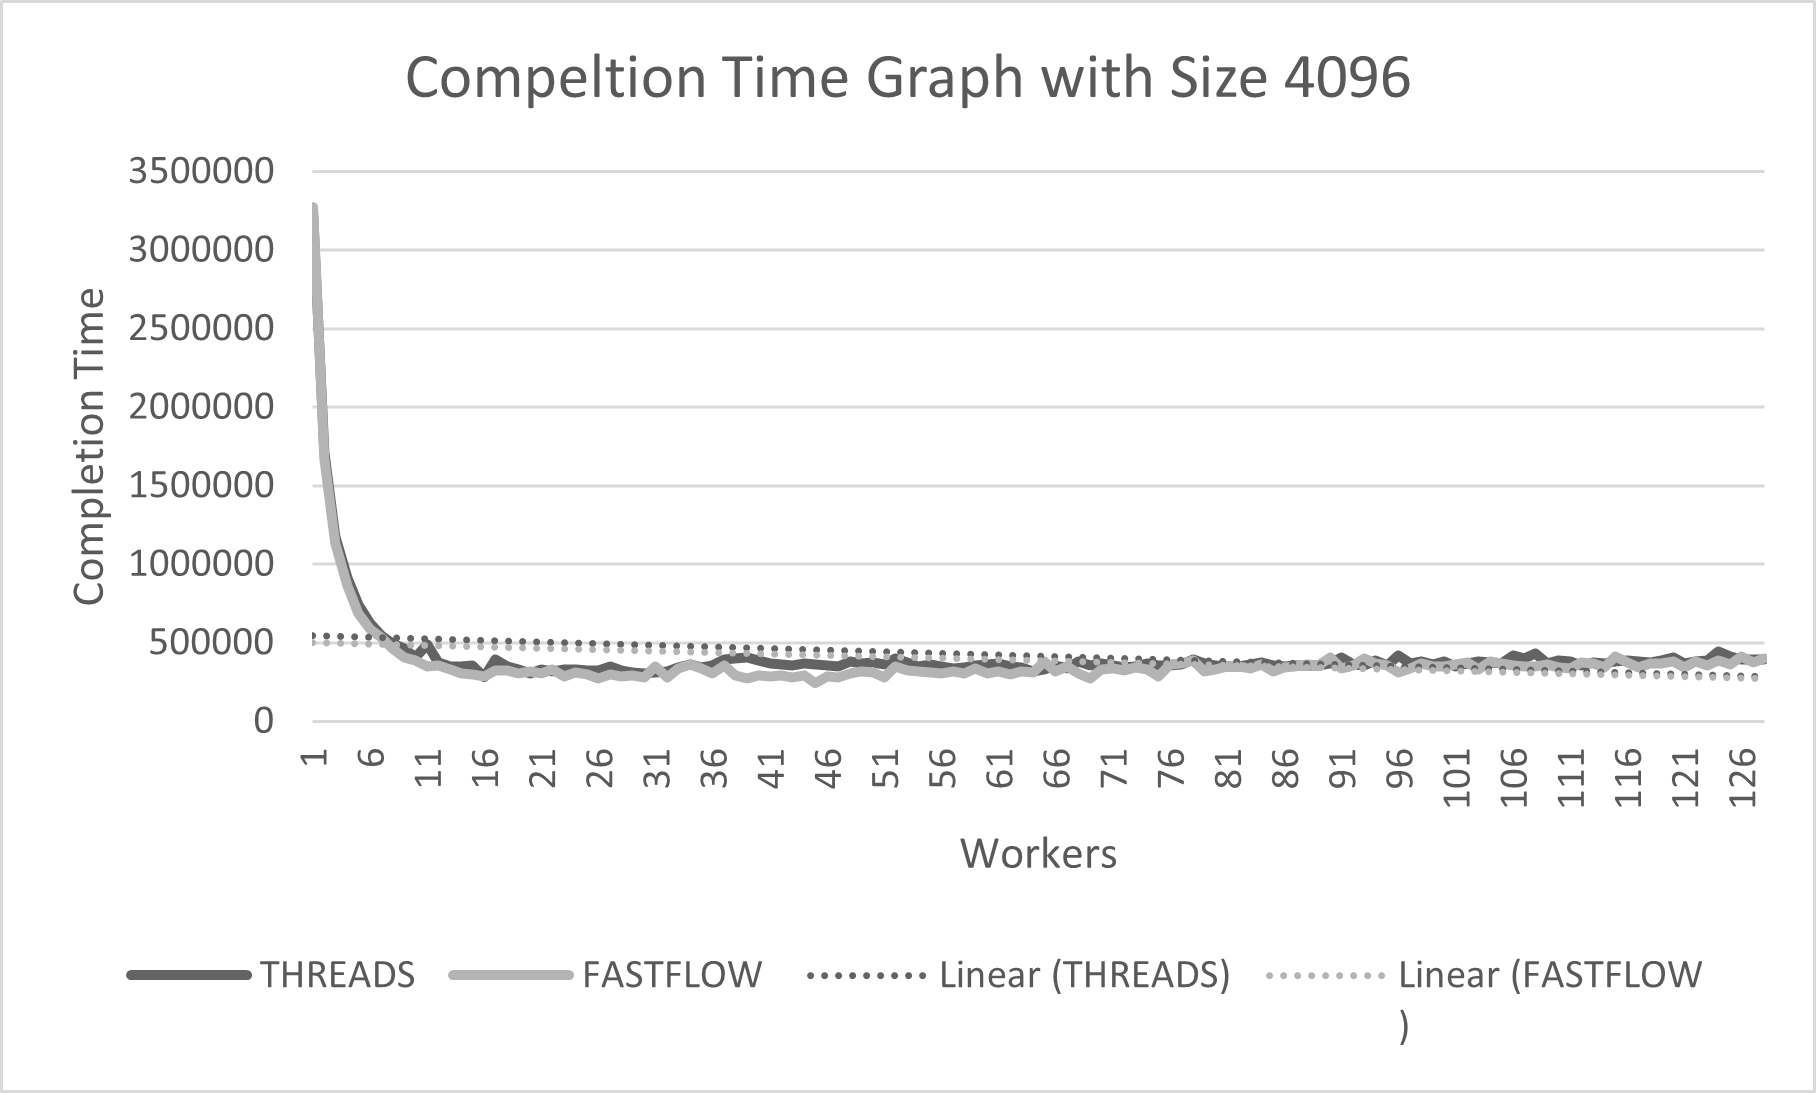 Compeltion Time Graph with Size 4096
3500000
3000000
2500000
2000000
1500000
1000000
500000
0
Completion Time
1 6 11 16 21 26 31 36 41 46 51 56 61 66 71 76 81 86 91 96 101 106 111 116 121 126
Workers
THREADS FASTFLOW Linear (THREADS) Linear (FASTFLOW
)